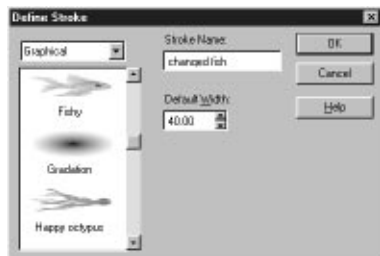 Define Stroke
Graphical
Fishy
Gradation
Happy octypus
Stroke Name:
changed fish
Default Width:
40.00
OK
Cancel
Help